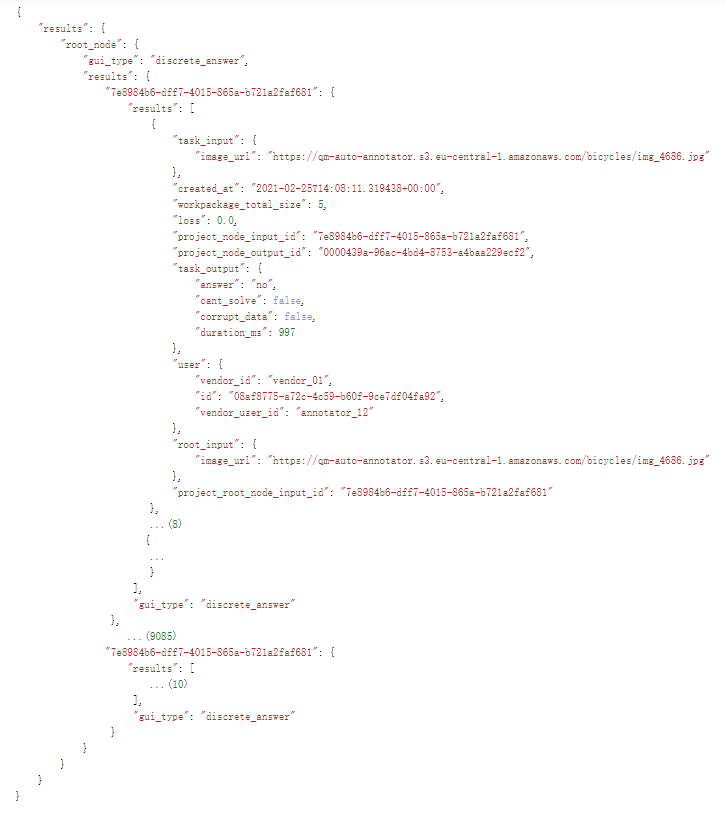 {
"results": {
"root_node": {
"gui_type": "discrete_answer",
"results": {
"7e8984b6-dff7-4015-865a-b721a2faf681": {
"results": [
{
"task_input": {
"image_url": "https://qm-auto-annotator.s3.eu-central-1.amazonaws.com/bicycles/img_4686.jpg"
},
"created_at": "2021-02-25T14:08:11.319438+00:00",
"workpackage_total_size": 5,
"loss": 0.0,
"project_node_input_id": "7e8984b6-dff7-4015-865a-b721a2faf681",
"project_node_output_id": "0000439a-96ac-4bd4-8753-a4baa229ecf2",
"task_output": {
"answer": "no",
"cant_solve": false,
"corrupt_data": false,
"duration_ms": 997
},
"user": {
"vendor_id": "vendor_01",
"id": "08af8775-a72c-4c59-b60f-9ce7df04fa92",
"vendor_user_id": "annotator_12"
},
"root_input": {
"image_url": "https://qm-auto-annotator.s3.eu-central-1.amazonaws.com/bicycles/img_4686.jpg"
},
"project_root_node_input_id": "7e8984b6-dff7-4015-865a-b721a2faf681"
},
...(8)
{
...
}
],
"gui_type": "discrete_answer"
},
...(9085)
"7e8984b6-dff7-4015-865a-b721a2faf681": {
"results": [
...(10)
],
"gui_type": "discrete_answer"
}
}
}
}
}